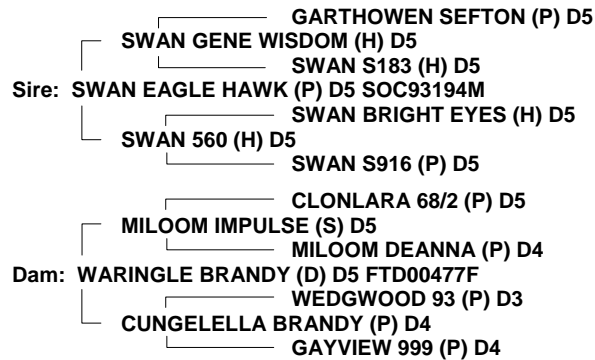 GARTHOWEN SEFTON (P) D5
SWAN GENE WISDOM (H) D5
SWAN S183 (H) D5
Sire: SWAN EAGLE HAWK (P) D5 SOC93194M
SWAN BRIGHT EYES (H) D5
SWAN 560 (H) D5
SWAN S916 (P) D5
CLONLARA 68/2 (P) D5
MILOOM IMPULSE (S) D5
MILOOM DEANNA (P) D4
Dam: WARINGLE BRANDY (D) D5 FTD00477F
WEDGWOOD 93 (P) D3
CUNGELELLA BRANDY (P) D4
GAYVIEW 999 (P) D4